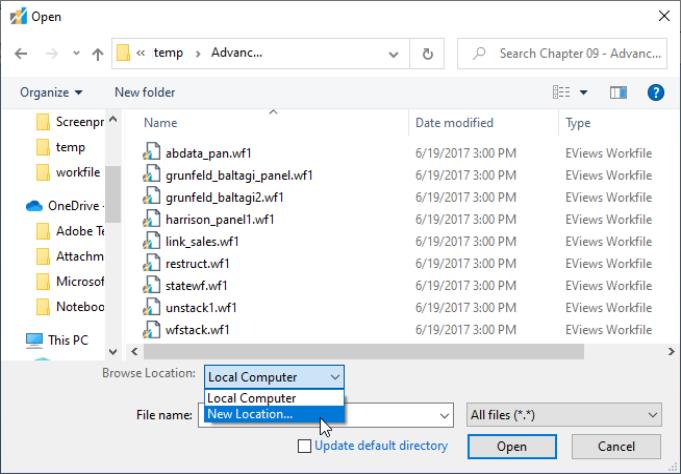 Open
« temp > Advanc...
Search Chapter 09 - Advanc...
Organize
New folder
Name Date modified Type
Screenpr
temp
workfile
OneDrive -
Adobe Te
Attachm
Microsof
Notebo
This PC
abdata_pan.wf1 6/19/2017 3:00 PM EViews Workfile
grunfeld_baltagi_panel.wf1 6/19/2017 3:00 PM EViews Workfile
grunfeld_baltagi2.wf1 6/19/2017 3:00 PM EViews Workfile
harrison_panel1.wf1 6/19/2017 3:00 PM EViews Workfile
link_sales.wf1 6/19/2017 3:00 PM EViews Workfile
restruct.wf1 6/19/2017 3:00 PM EViews Workfile
statewf.wf1 6/19/2017 3:00 PM EViews Workfile
unstack1.wf1 6/19/2017 3:00 PM EViews Workfile
wfstack.wf1 6/19/2017 3:00 PM EViews Workfile
Browse Location: Local Computer
Local Computer
New Location...
File name:
All files (*.*)
Update default directory
Open
Cancel